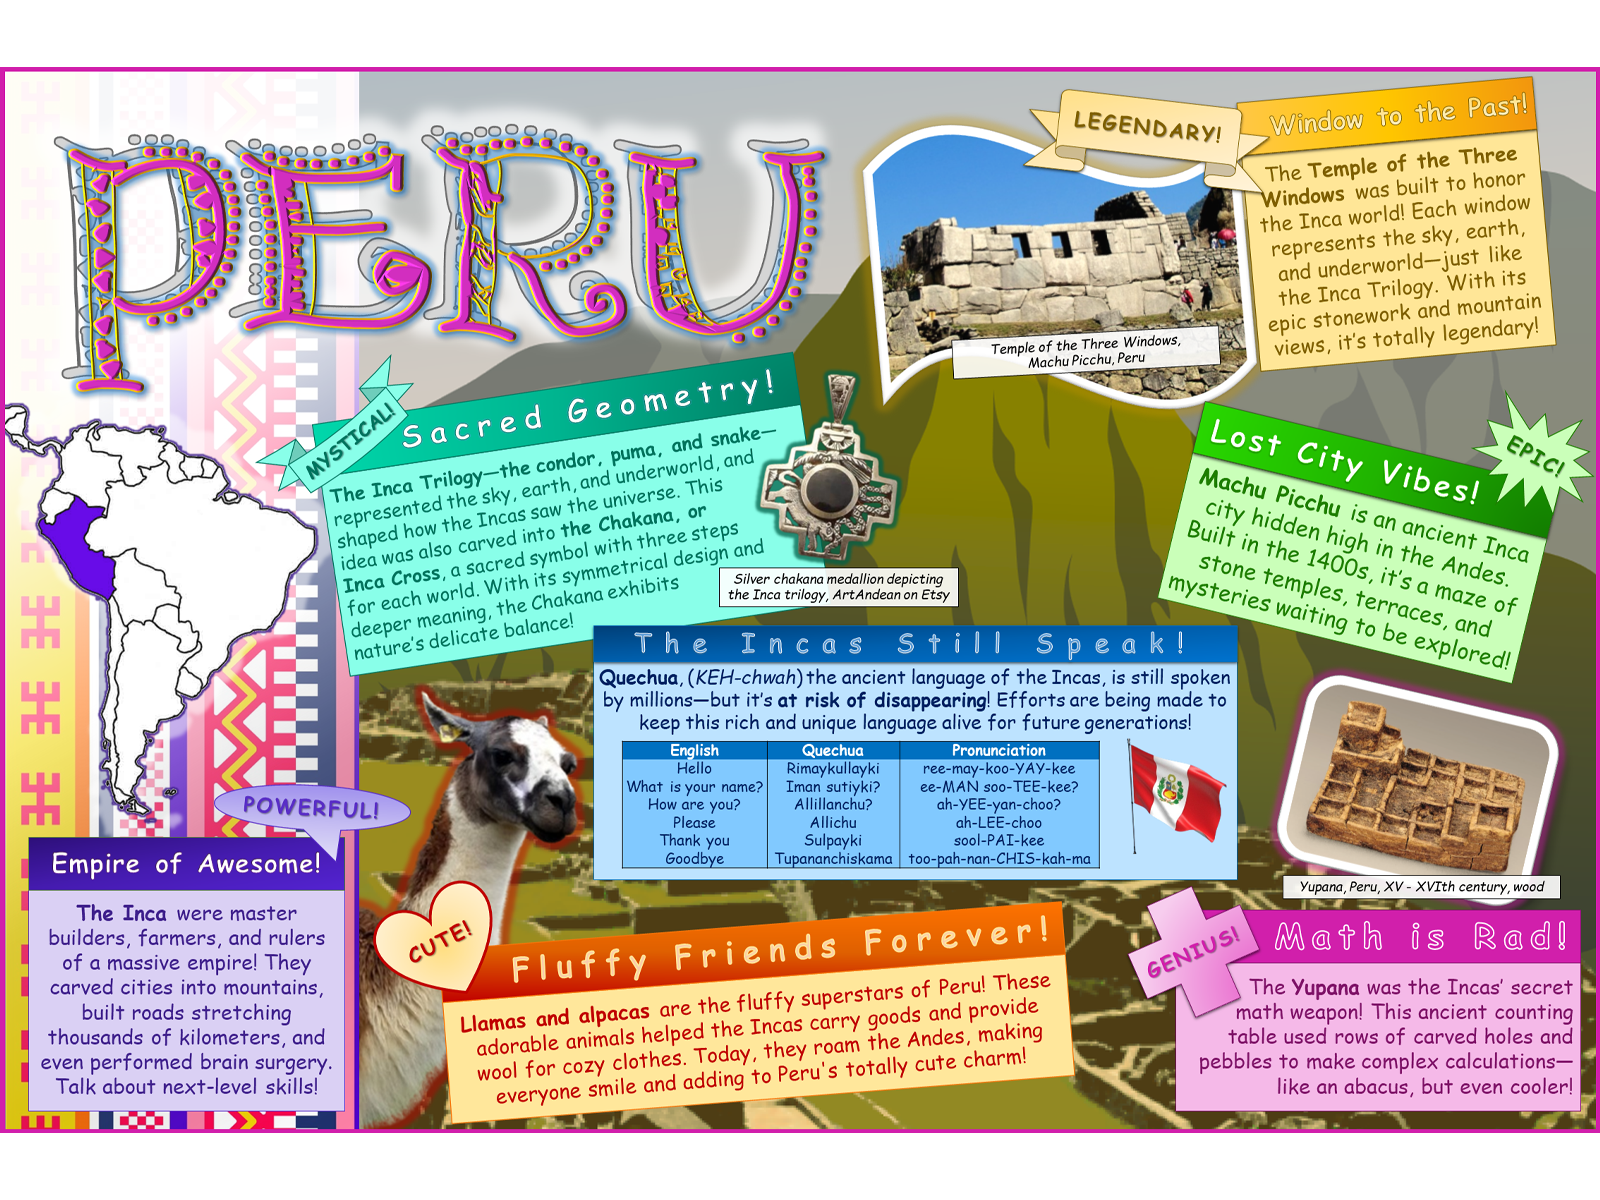 PERU
LEGENDARY!
Window to the Past!
The Temple of the Three
Windows was built to honor
the Inca world! Each window
represents the sky, earth,
and underworld—just like
the Inca Trilogy. With its
epic stonework and mountain
views, it's totally legendary!
Temple of the Three Windows,
Machu Picchu, Peru
MYSTICAL!
Sacred Geometry!
The Inca Trilogy—the condor, puma, and snake—
represented the sky, earth, and underworld, and
shaped how the Incas saw the universe. This
idea was also carved into the Chakana, or
Inca Cross, a sacred symbol with three steps
for each world. With its symmetrical design and
deeper meaning, the Chakana exhibits
nature's delicate balance!
Silver chakana medallion depicting
the Inca trilogy, ArtAndean on Etsy
Lost City Vibes!
EPIC!
Machu Picchu is an ancient Inca
city hidden high in the Andes.
Built in the 1400s, it's a maze of
stone temples, terraces, and
mysteries waiting to be explored!
The Incas Still Speak!
Quechua, (KEH-chwah) the ancient language of the Incas, is still spoken
by millions—but it's at risk of disappearing! Efforts are being made to
keep this rich and unique language alive for future generations!
English Quechua Pronunciation
Hello Rimaykullayki ree-may-koo-YAY-kee
What is your name? Iman sutiyki? ee-MAN soo-TEE-kee?
How are you? Allillanchu? ah-YEE-yan-choo?
Please Allichu ah-LEE-choo
Thank you Sulpayki sool-PAI-kee
Goodbye Tupananchiskama too-pah-nan-CHIS-kah-ma
POWERFUL!
Empire of Awesome!
The Inca were master
builders, farmers, and rulers
of a massive empire! They
carved cities into mountains,
built roads stretching
thousands of kilometers, and
even performed brain surgery.
Talk about next-level skills!
CUTE!
Fluffy Friends Forever!
Llamas and alpacas are the fluffy superstars of Peru! These
adorable animals helped the Incas carry goods and provide
wool for cozy clothes. Today, they roam the Andes, making
everyone smile and adding to Peru's totally cute charm!
Yupana, Peru, XV - XVIth century, wood
GENIUS!
Math is Rad!
The Yupana was the Incas' secret
math weapon! This ancient counting
table used rows of carved holes and
pebbles to make complex calculations—
like an abacus, but even cooler!